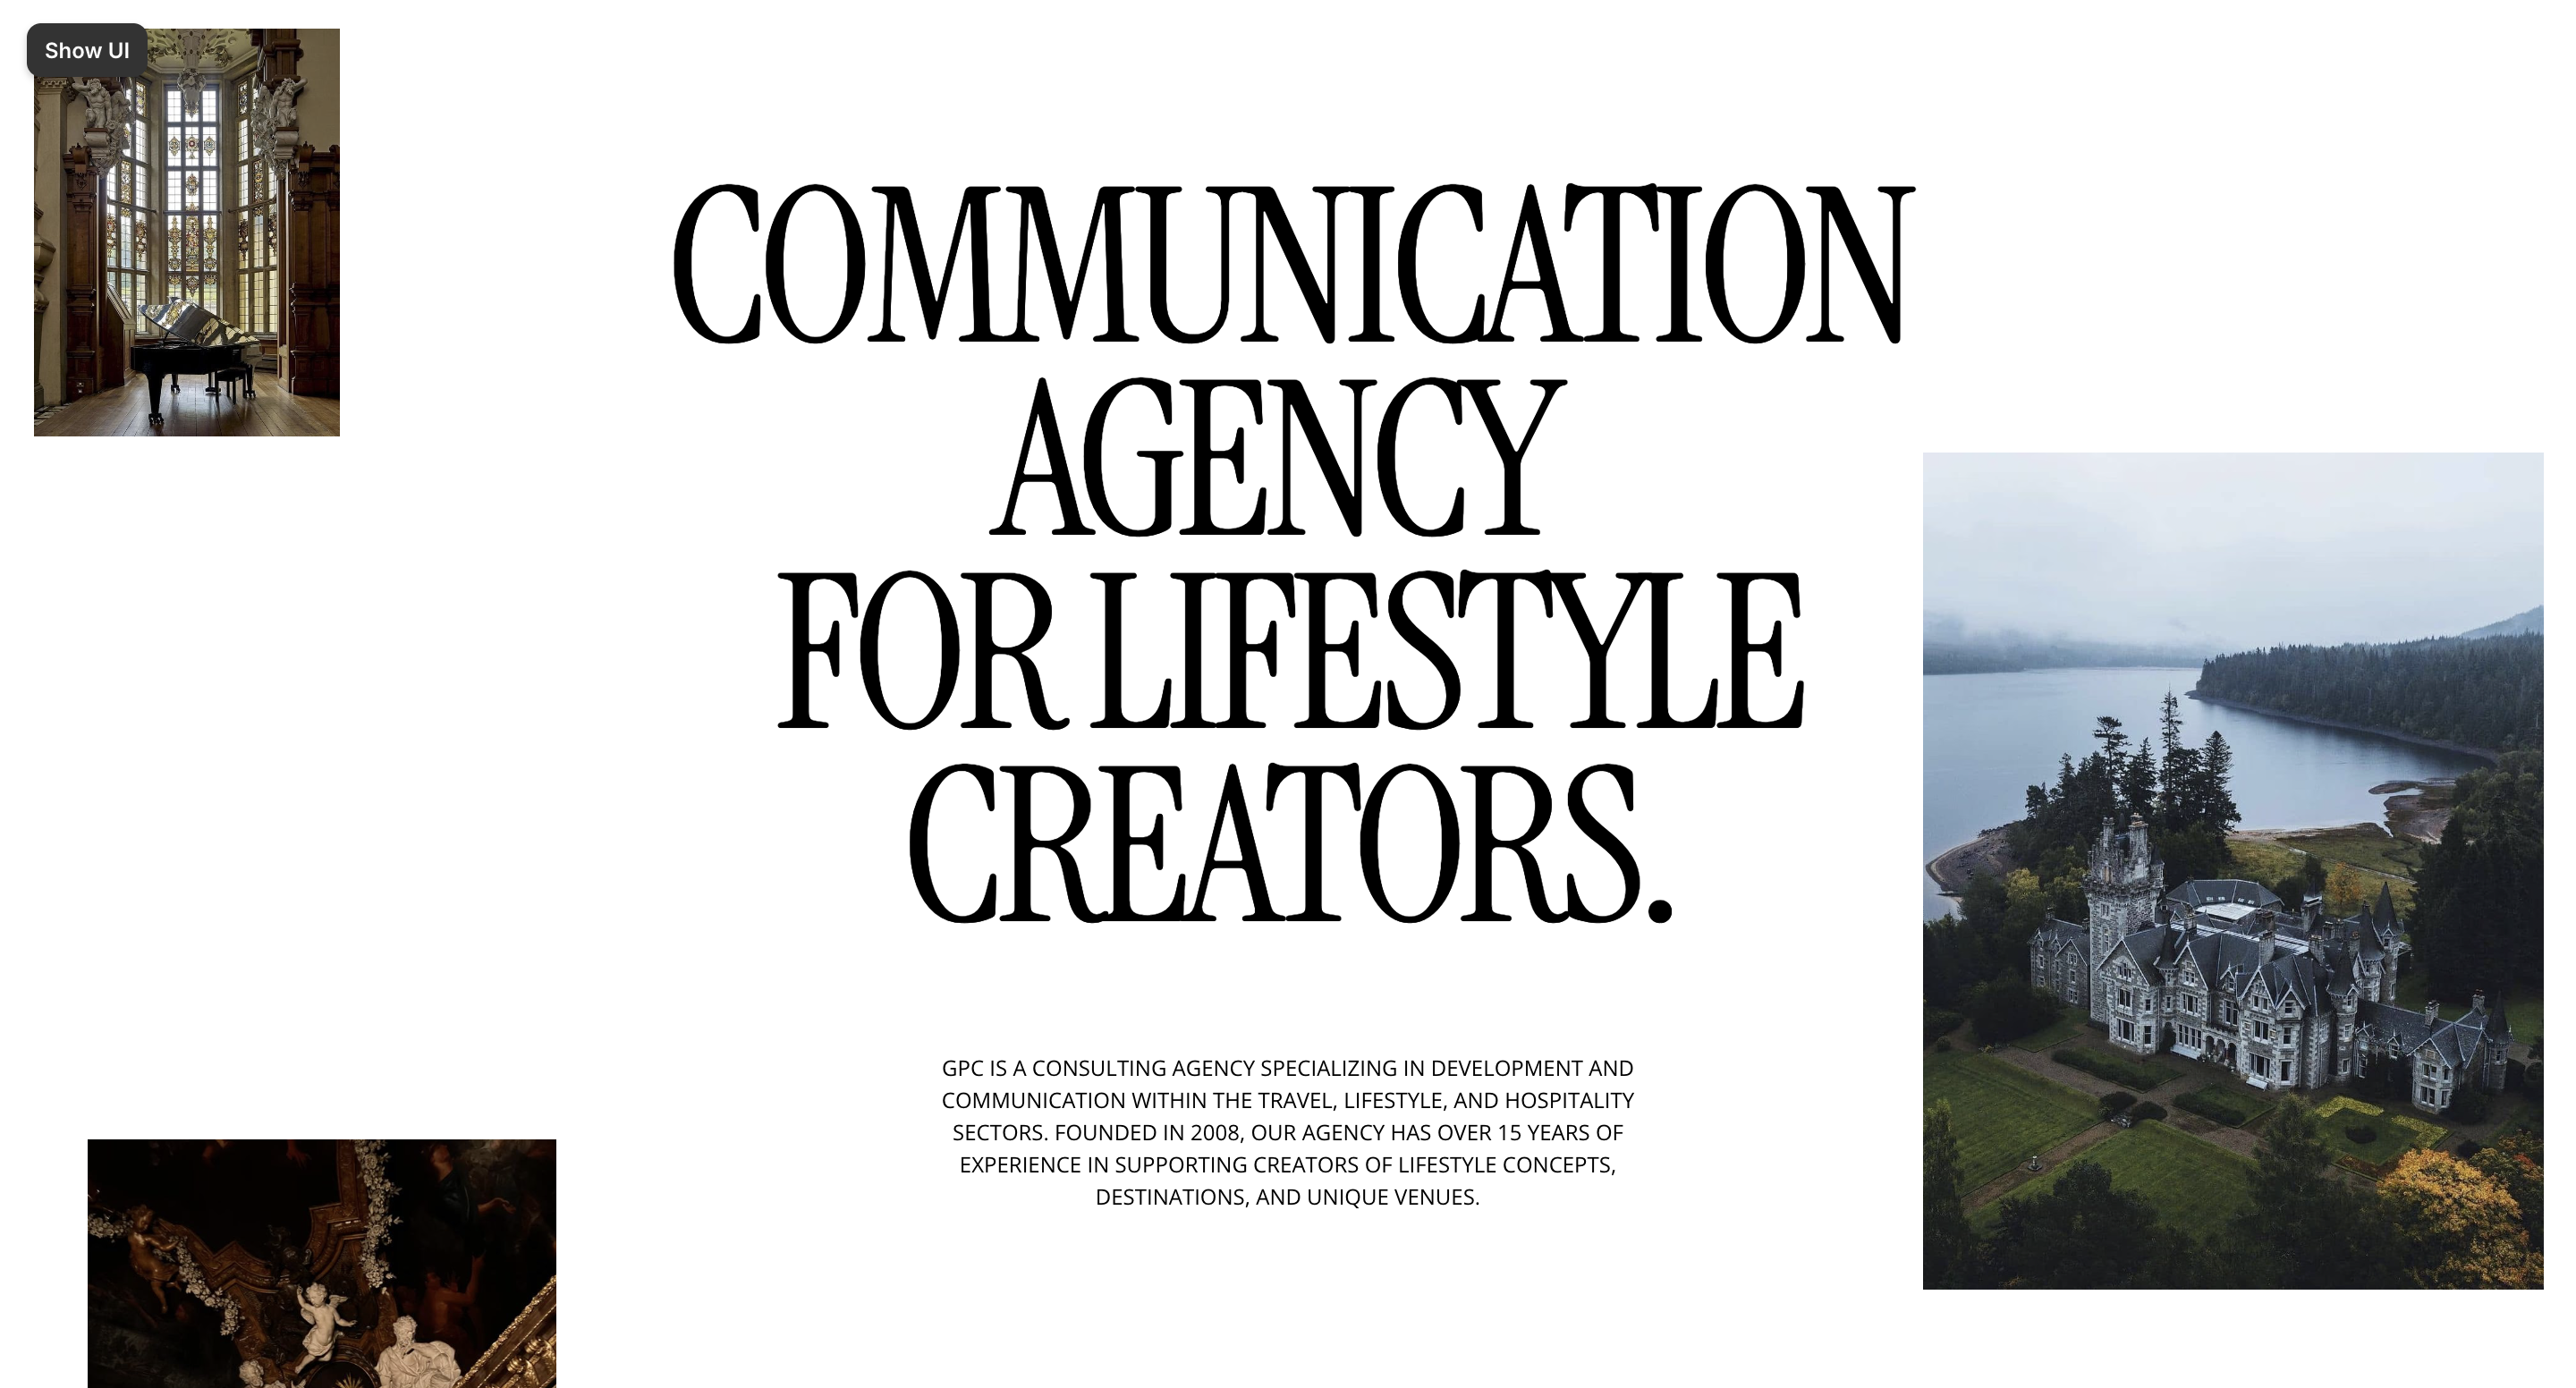 Show UI
COMMUNICATION
AGENCY
FOR LIFESTYLE
CREATORS.
GPC IS A CONSULTING AGENCY SPECIALIZING IN DEVELOPMENT AND
COMMUNICATION WITHIN THE TRAVEL, LIFESTYLE, AND HOSPITALITY
SECTORS. FOUNDED IN 2008, OUR AGENCY HAS OVER 15 YEARS OF
EXPERIENCE IN SUPPORTING CREATORS OF LIFESTYLE CONCEPTS,
DESTINATIONS, AND UNIQUE VENUES.